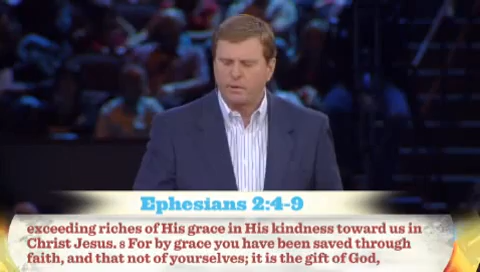 Ephesians 2:4-9
exceeding riches of His grace in His kindness toward us in
Christ Jesus. 8 For by grace you have been saved through
faith, and that not of yourselves; it is the gift of God,